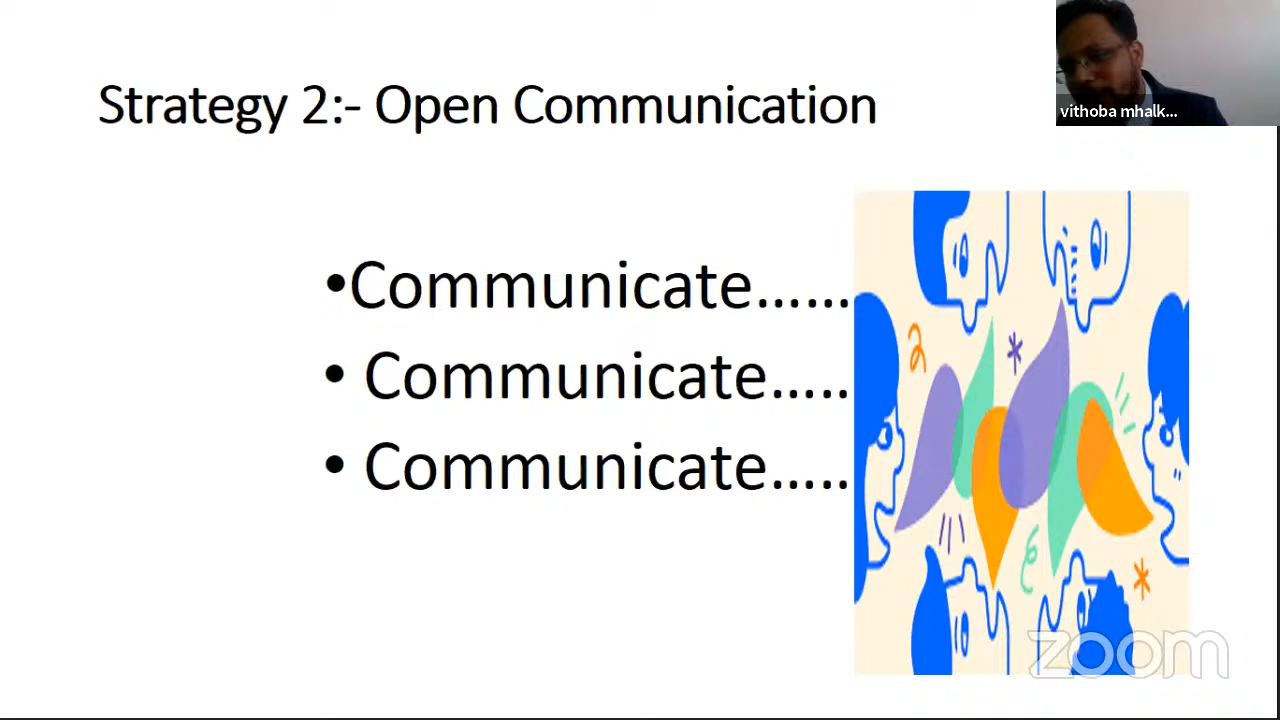 Strategy 2:- Open Communication
vithoba mhalk...
•Communicate……
• Communicate…..
• Communicate…..
zoom